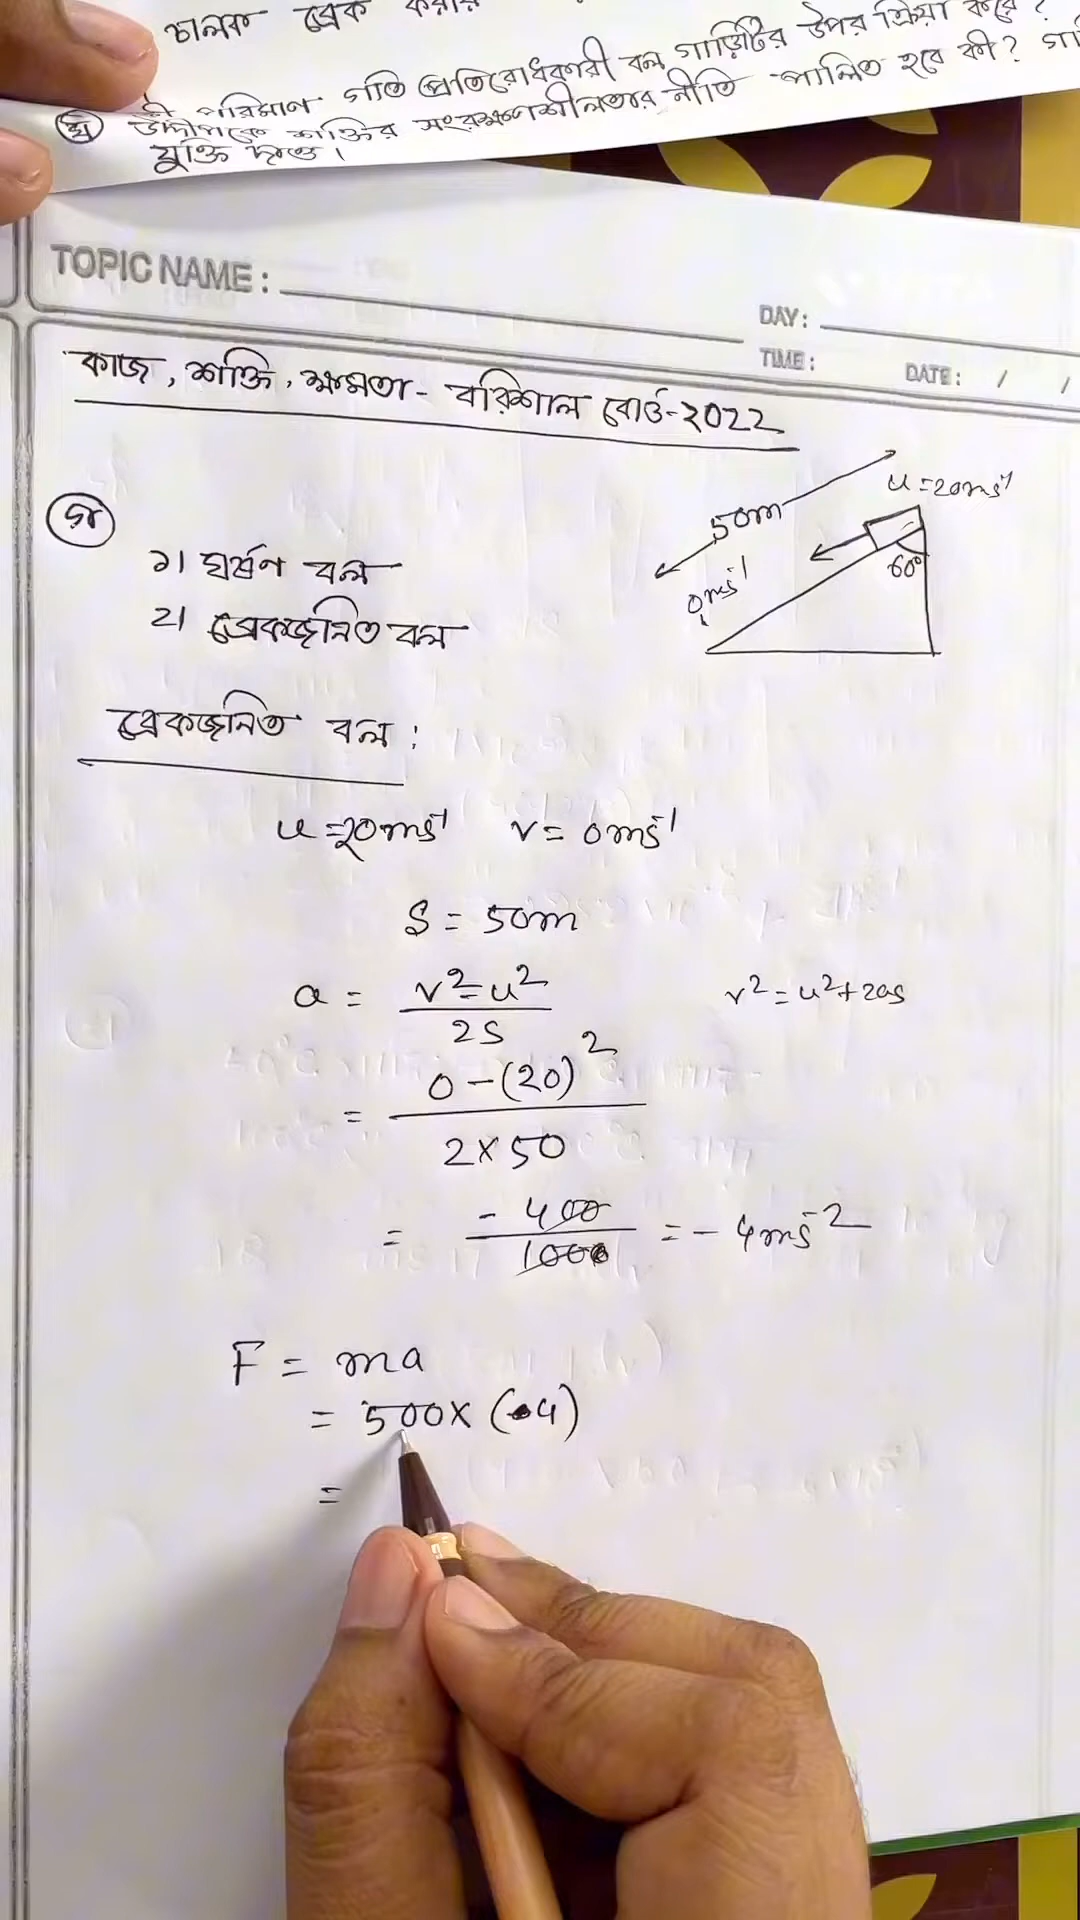 চালক ব্রেক করার
পরিমাণ গতি প্রতিরোধকারী বল গাড়িটির উপর ক্রিয়া করে?
ঘ উদ্দীপকে শক্তির সংরক্ষণশীলতার নীতি পালিত হবে কী?
যুক্তি দাও।
TOPIC NAME :
DAY :
TIME :
DATE : / /
কাজ, শক্তি, ক্ষমতা - বরিশাল বোর্ড-২০22
গ
১। ঘর্ষণ বল
২। ব্রেকজনিত বল
50m
u = 20ms⁻¹
60°
0ms⁻¹
ব্রেকজনিত বল :
u = 20ms⁻¹ v = 0ms⁻¹
S = 50m
a = v² - u² / 2S
v² = u² + 2as
= 0 - (20)² / 2 × 50
= - 400 / 1000 = - 4ms⁻²
F = ma
= 500 × (-4)
=